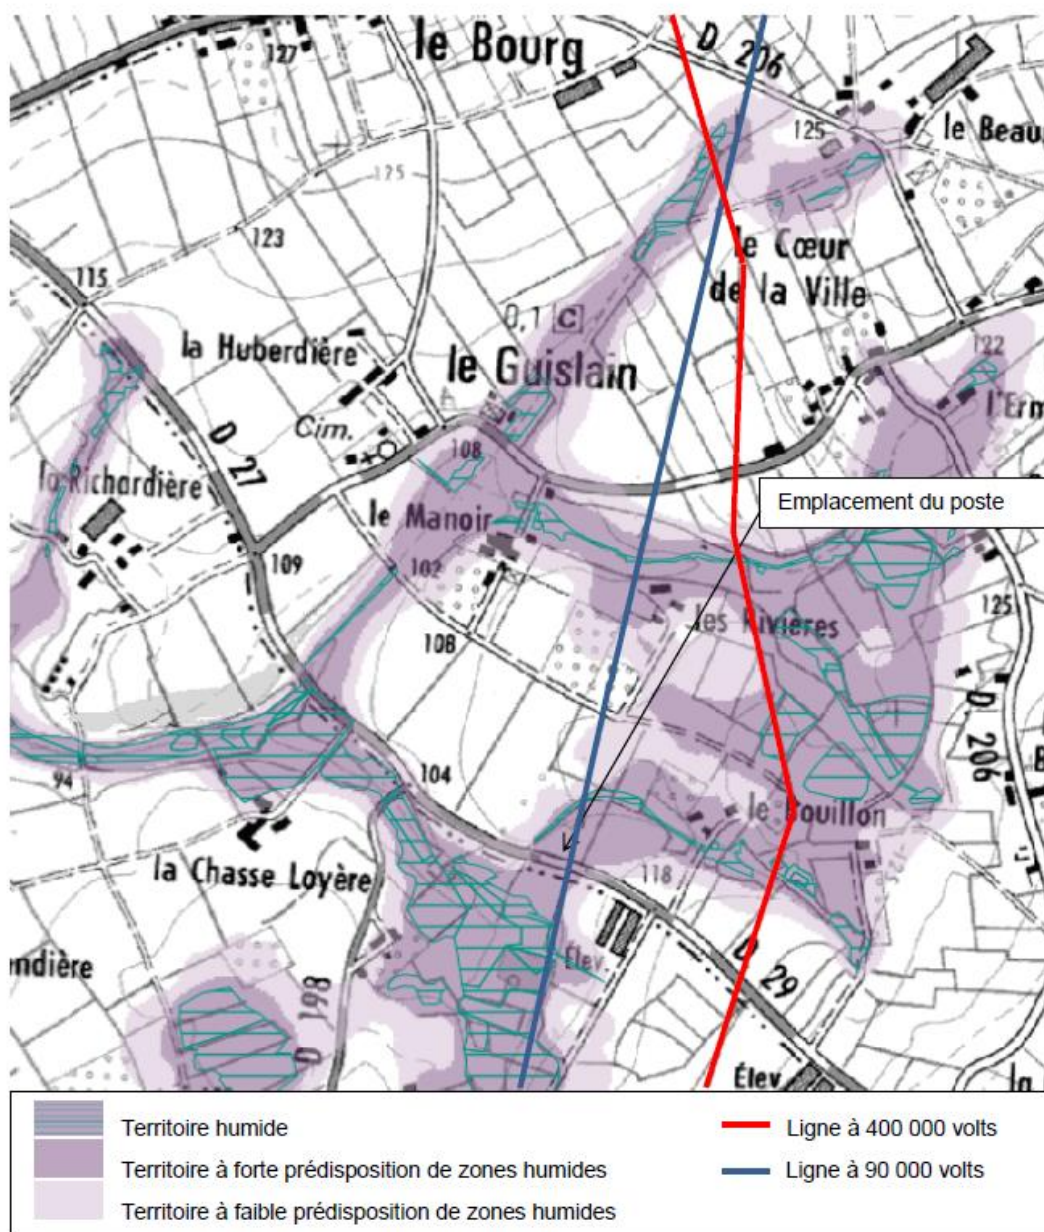 le Bourg
127
D 206
125
le Beau
125
123
115
le Cœur
de la Ville
0,1 C
la Huberdière
le Guislain
122
l'Erm
Cim.
108
D 27
la Richardière
Emplacement du poste
le Manoir
109
102
108
les Rivières
125
D. 206
94
104
le Bouillon
118
la Chasse Loyère
Elev
ndière
D 198
D 29
Élev
la
Territoire humide
Ligne à 400 000 volts
Territoire à forte prédisposition de zones humides
Ligne à 90 000 volts
Territoire à faible prédisposition de zones humides